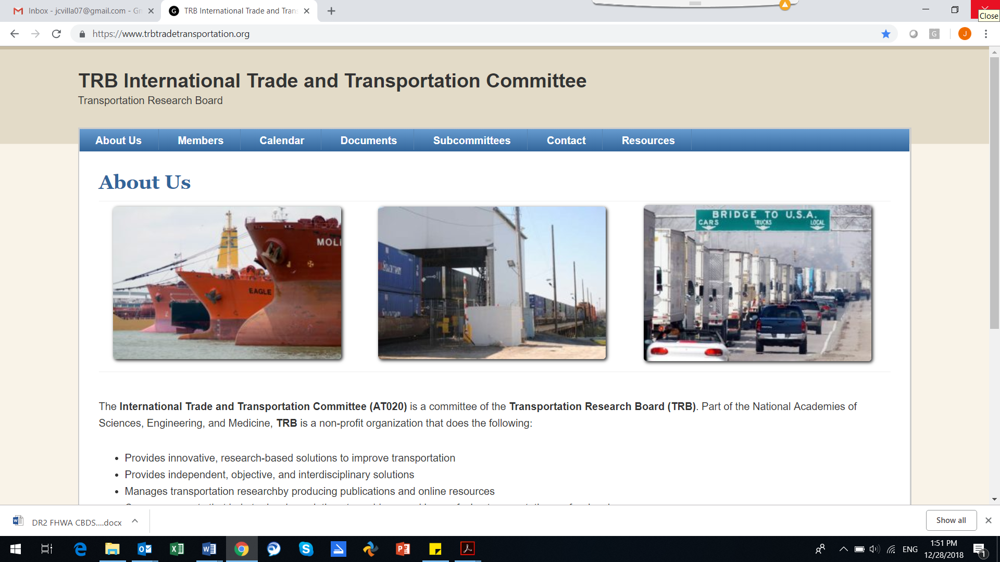 Inbox - jcvilla07@gmail.com - Gm
TRB International Trade and Trans
Close
https://www.trbtradetransportation.org
G
J
TRB International Trade and Transportation Committee
Transportation Research Board
About Us
Members
Calendar
Documents
Subcommittees
Contact
Resources
About Us
MOL
EAGLE
BRIDGE TO U.S.A.
CARS TRUCKS LOCAL
The International Trade and Transportation Committee (AT020) is a committee of the Transportation Research Board (TRB). Part of the National Academies of
Sciences, Engineering, and Medicine, TRB is a non-profit organization that does the following:
• Provides innovative, research-based solutions to improve transportation
• Provides independent, objective, and interdisciplinary solutions
• Manages transportation researchby producing publications and online resources
DR2 FHWA CBDS....docx
Show all
ENG
1:51 PM
12/28/2018
1